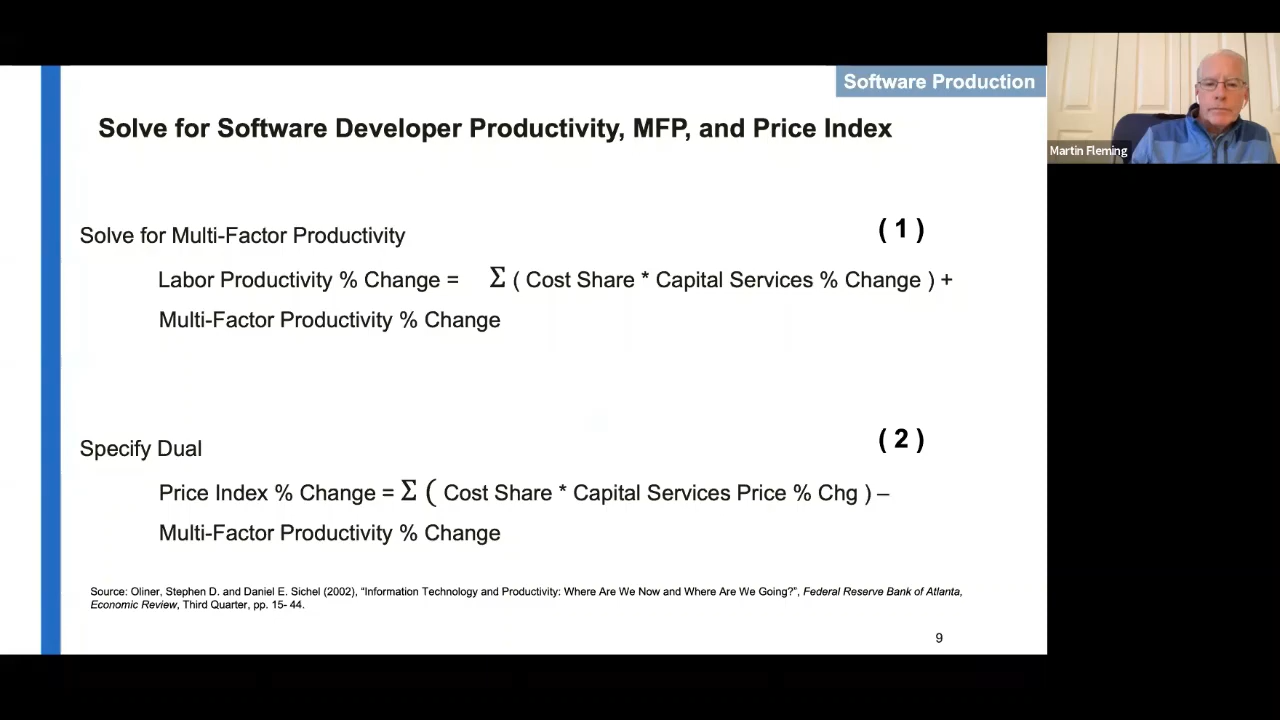 Software Production
Solve for Software Developer Productivity, MFP, and Price Index
Martin Fleming
Solve for Multi-Factor Productivity
( 1 )
Labor Productivity % Change = Σ ( Cost Share * Capital Services % Change ) +
Multi-Factor Productivity % Change
Specify Dual
( 2 )
Price Index % Change = Σ ( Cost Share * Capital Services Price % Chg ) –
Multi-Factor Productivity % Change
Source: Oliner, Stephen D. and Daniel E. Sichel (2002), “Information Technology and Productivity: Where Are We Now and Where Are We Going?”, Federal Reserve Bank of Atlanta,
Economic Review, Third Quarter, pp. 15- 44.
9